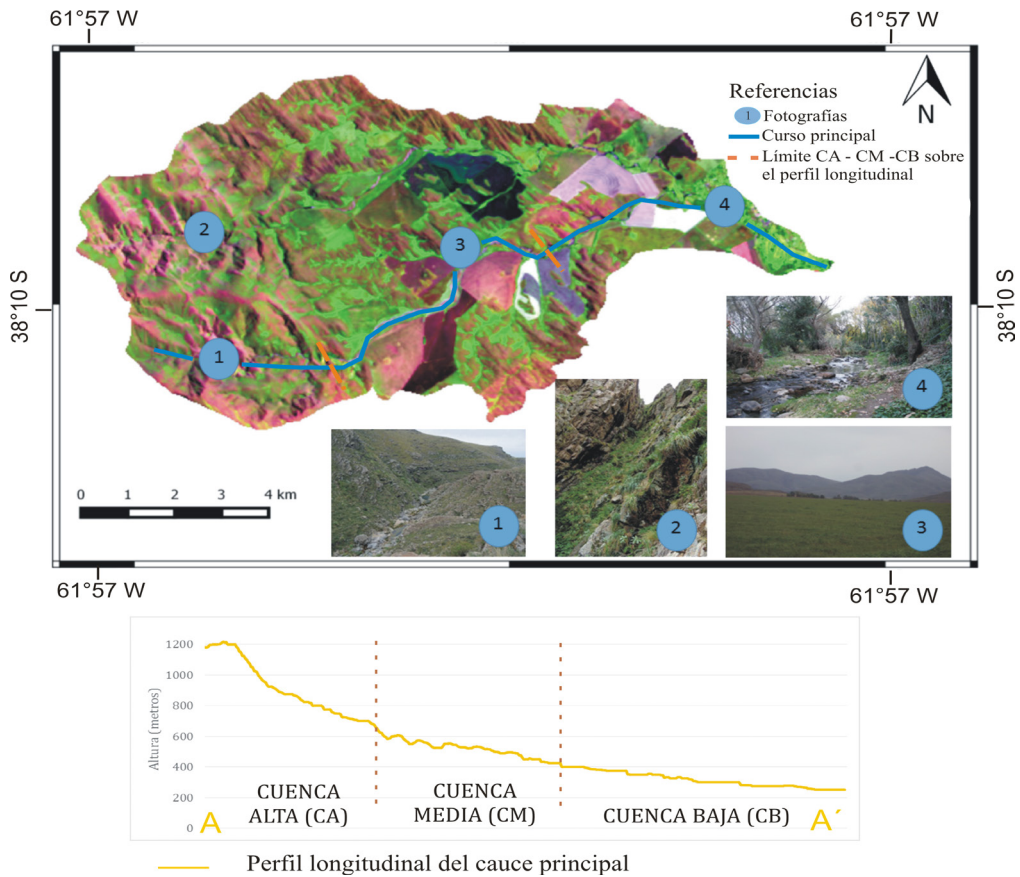 61°57 W
61°57 W
Referencias
1 Fotografías
Curso principal
Límite CA - CM -CB sobre
el perfil longitudinal
N
2
4
3
1
38°10 S
38°10 S
0 1 2 3 4 km
1
2
4
3
61°57 W
61°57 W
Altura (metros)
1200
1000
800
600
400
200
0
CUENCA
ALTA (CA)
CUENCA
MEDIA (CM)
CUENCA BAJA (CB)
A
A´
Perfil longitudinal del cauce principal